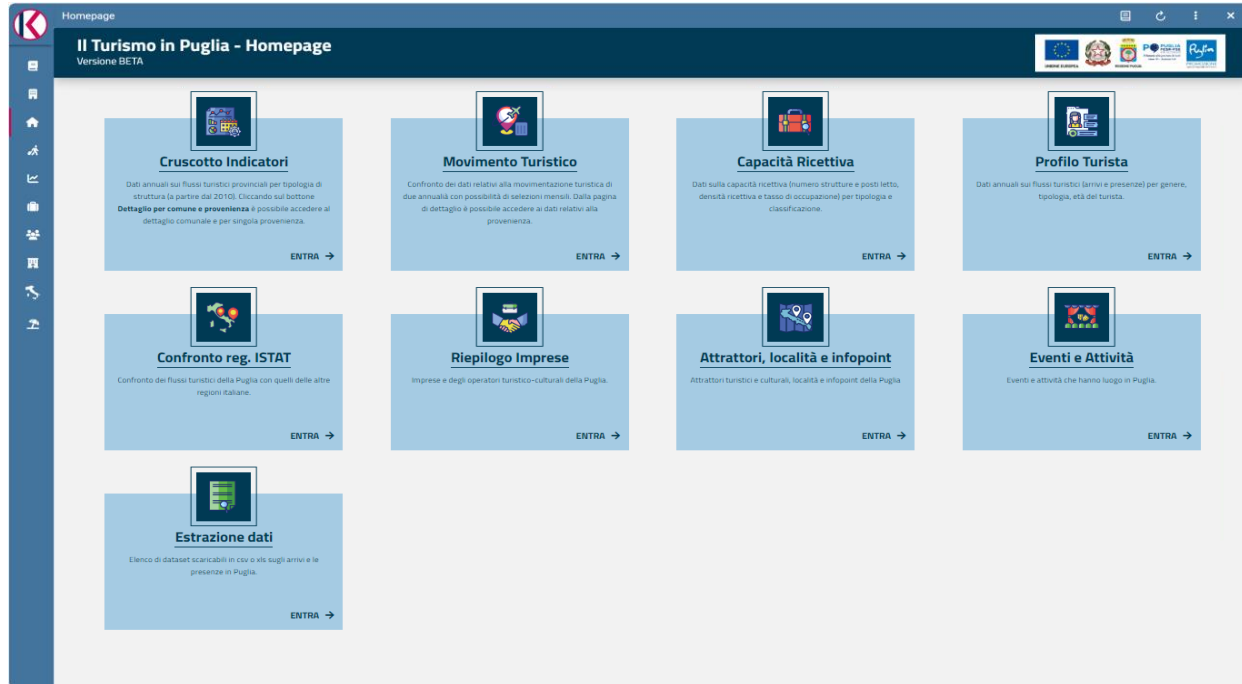 Homepage
Il Turismo in Puglia - Homepage
Versione BETA
UNIONE EUROPEA
REGIONE PUGLIA
PUGLIA
Puglia
Cruscotto Indicatori
Dati annuali sui flussi turistici provinciali per tipologia di
struttura (a partire dal 2010). Cliccando sul bottone
Dettaglio per comune e provenienza è possibile accedere al
dettaglio comunale e per singola provenienza.
ENTRA →
Movimento Turistico
Confronto dei dati relativi alla movimentazione turistica di
due annualità con possibilità di selezioni mensili. Dalla pagina
di dettaglio è possibile accedere ai dati relativi alla
provenienza.
ENTRA →
Capacità Ricettiva
Dati sulla capacità ricettiva (numero strutture e posti letto,
densità ricettiva e tasso di occupazione) per tipologia e
classificazione.
ENTRA →
Profilo Turista
Dati annuali sui flussi turistici (arrivi e presenze) per genere,
tipologia, età del turista.
ENTRA →
Confronto reg. ISTAT
Confronto dei flussi turistici della Puglia con quelli delle altre
regioni italiane.
ENTRA →
Riepilogo Imprese
Imprese e degli operatori turistico-culturali della Puglia.
ENTRA →
Attrattori, località e infopoint
Attrattori turistici e culturali, località e infopoint della Puglia
ENTRA →
Eventi e Attività
Eventi e attività che hanno luogo in Puglia.
ENTRA →
Estrazione dati
Elenco di dataset scaricabili in csv o xls sugli arrivi e le
presenze in Puglia.
ENTRA →